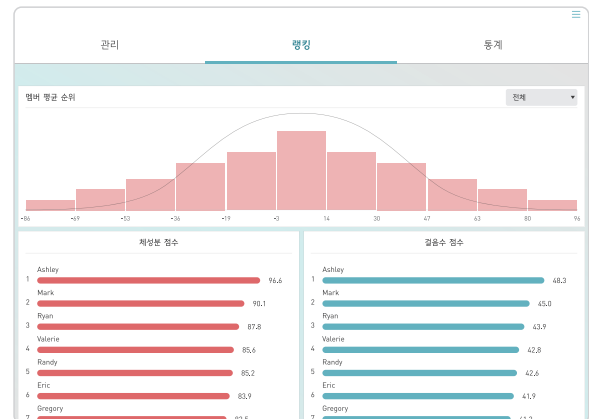 관리 랭킹 통계
멤버 평균 순위 전체
-86 -69 -53 -36 -19 -3 14 30 47 63 80 96
체성분 점수
Ashley
1 96.6
Mark
2 90.1
Ryan
3 87.8
Valerie
4 85.6
Randy
5 85.2
Eric
6 83.9
Gregory
걸음수 점수
Ashley
1 48.3
Mark
2 45.0
Ryan
3 43.9
Valerie
4 42.8
Randy
5 42.6
Eric
6 41.9
Gregory